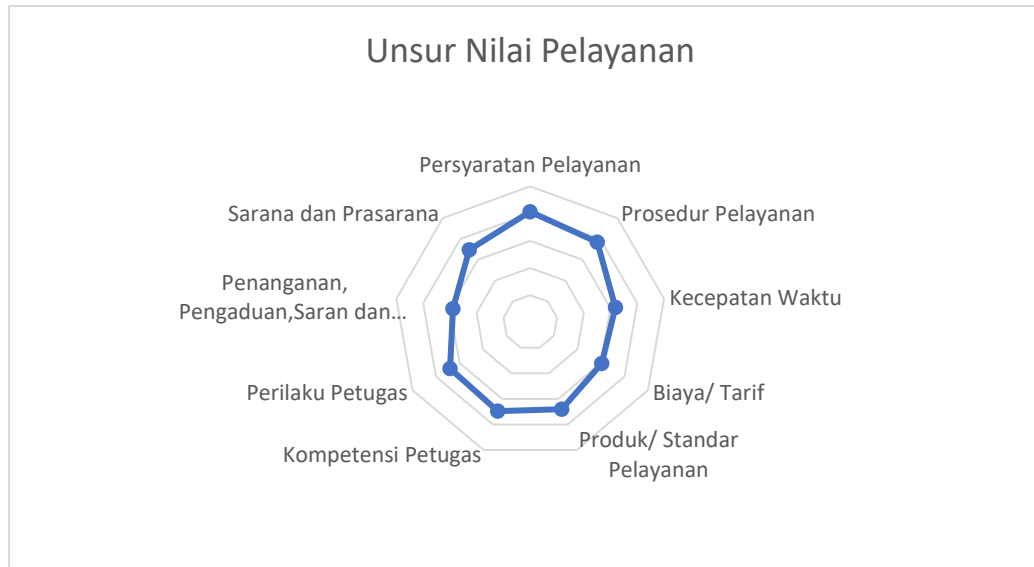 Unsur Nilai Pelayanan
Persyaratan Pelayanan
Prosedur Pelayanan
Kecepatan Waktu
Biaya/ Tarif
Produk/ Standar
Pelayanan
Kompetensi Petugas
Perilaku Petugas
Penanganan,
Pengaduan,Saran dan...
Sarana dan Prasarana